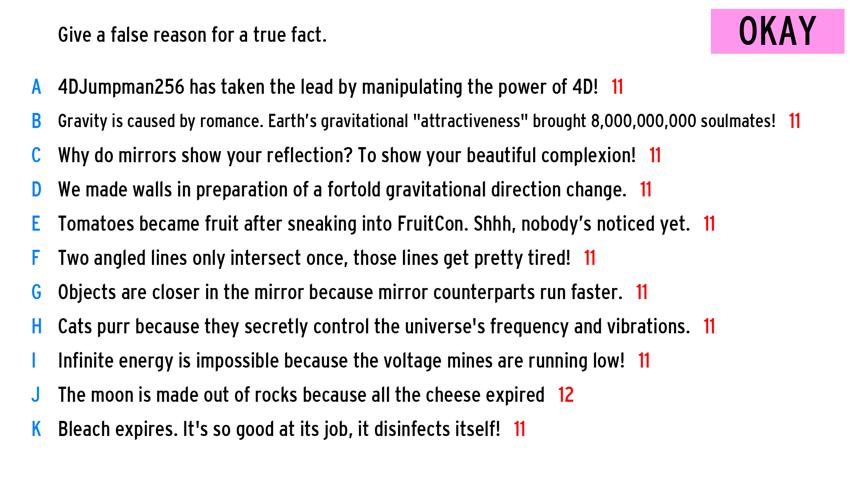 Give a false reason for a true fact.
OKAY
A 4DJumpman256 has taken the lead by manipulating the power of 4D! 11
B Gravity is caused by romance. Earth's gravitational "attractiveness" brought 8,000,000,000 soulmates! 11
C Why do mirrors show your reflection? To show your beautiful complexion! 11
D We made walls in preparation of a fortold gravitational direction change. 11
E Tomatoes became fruit after sneaking into FruitCon. Shhh, nobody's noticed yet. 11
F Two angled lines only intersect once, those lines get pretty tired! 11
G Objects are closer in the mirror because mirror counterparts run faster. 11
H Cats purr because they secretly control the universe's frequency and vibrations. 11
I Infinite energy is impossible because the voltage mines are running low! 11
J The moon is made out of rocks because all the cheese expired 12
K Bleach expires. It's so good at its job, it disinfects itself! 11